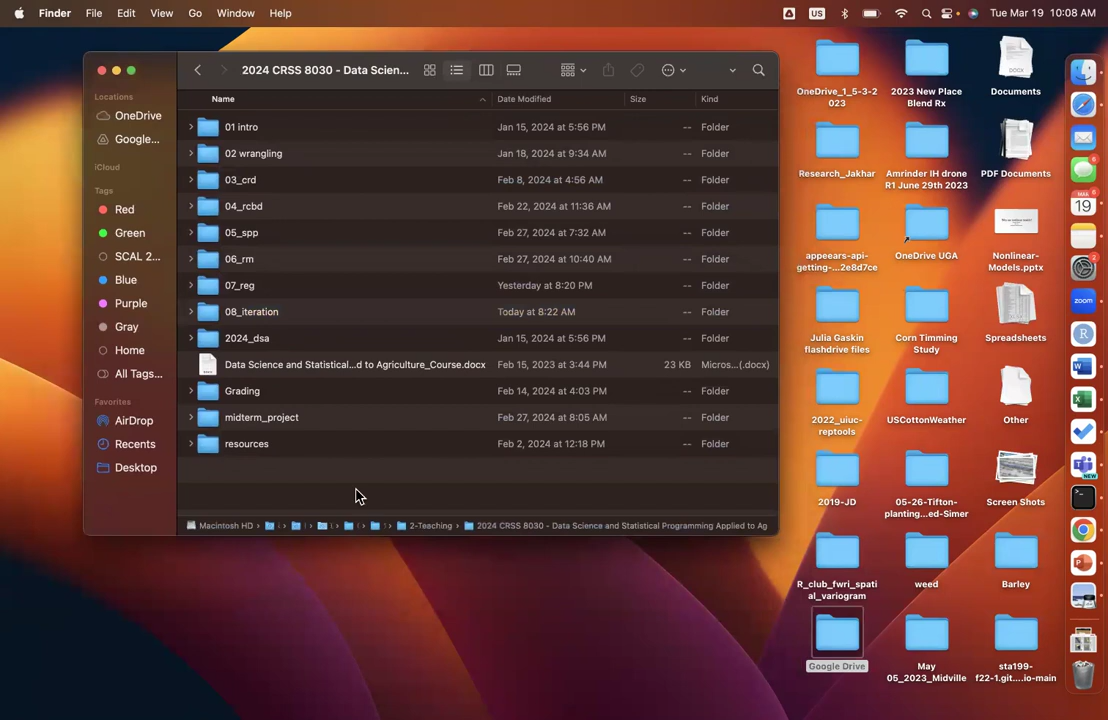 Finder File Edit View Go Window Help
US
Tue Mar 19 10:08 AM
2024 CRSS 8030 - Data Scien...
Locations
OneDrive
Google...
iCloud
Tags
Red
Green
SCAL 2...
Blue
Purple
Gray
Home
All Tags...
Favorites
AirDrop
Recents
Desktop
Name Date Modified Size Kind
01 intro Jan 15, 2024 at 5:56 PM -- Folder
02 wrangling Jan 18, 2024 at 9:34 AM -- Folder
03_crd Feb 8, 2024 at 4:56 AM -- Folder
04_rcbd Feb 22, 2024 at 11:36 AM -- Folder
05_spp Feb 27, 2024 at 7:32 AM -- Folder
06_rm Feb 27, 2024 at 10:40 AM -- Folder
07_reg Yesterday at 8:20 PM -- Folder
08_iteration Today at 8:22 AM -- Folder
2024_dsa Jan 15, 2024 at 5:56 PM -- Folder
Data Science and Statistical...d to Agriculture_Course.docx Feb 15, 2023 at 3:44 PM 23 KB Micros...(.docx)
Grading Feb 14, 2024 at 4:03 PM -- Folder
midterm_project Feb 27, 2024 at 8:05 AM -- Folder
resources Feb 2, 2024 at 12:18 PM -- Folder
Macintosh HD › 2-Teaching › 2024 CRSS 8030 - Data Science and Statistical Programming Applied to Ag
OneDrive_1_5-3-2
023
2023 New Place
Blend Rx
DOCX
Documents
Research_Jakhar
Amrinder IH drone
R1 June 29th 2023
PDF Documents
appeears-api-
getting-...2e8d7ce
OneDrive UGA
Nonlinear-
Models.pptx
Julia Gaskin
flashdrive files
Corn Timming
Study
Spreadsheets
2022_uiuc-
reptools
USCottonWeather
Other
2019-JD
05-26-Tifton-
planting...ed-Simer
Screen Shots
R_club_fwri_spati
al_variogram
weed
Barley
Google Drive
May
05_2023_Midville
sta199-
f22-1.git....io-main
19
zoom
R
NEW